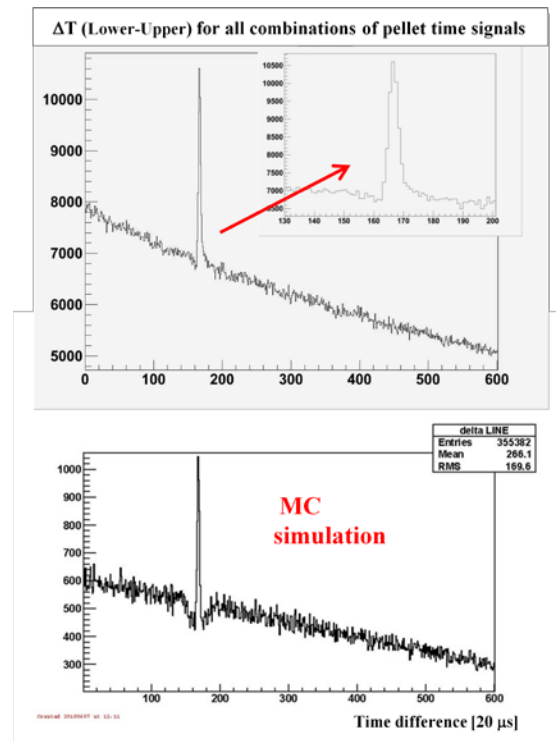 ΔT (Lower-Upper) for all combinations of pellet time signals
10000
9000
8000
7000
6000
5000
0 100 200 300 400 500 600
10500
10000
9500
9000
8500
8000
7500
7000
6500
130 140 150 160 170 180 190 200
delta LINE
Entries 355382
Mean 266.1
RMS 169.6
1000
900
800
700
600
500
400
300
100 200 300 400 500 600
MC
simulation
Time difference [20 μs]